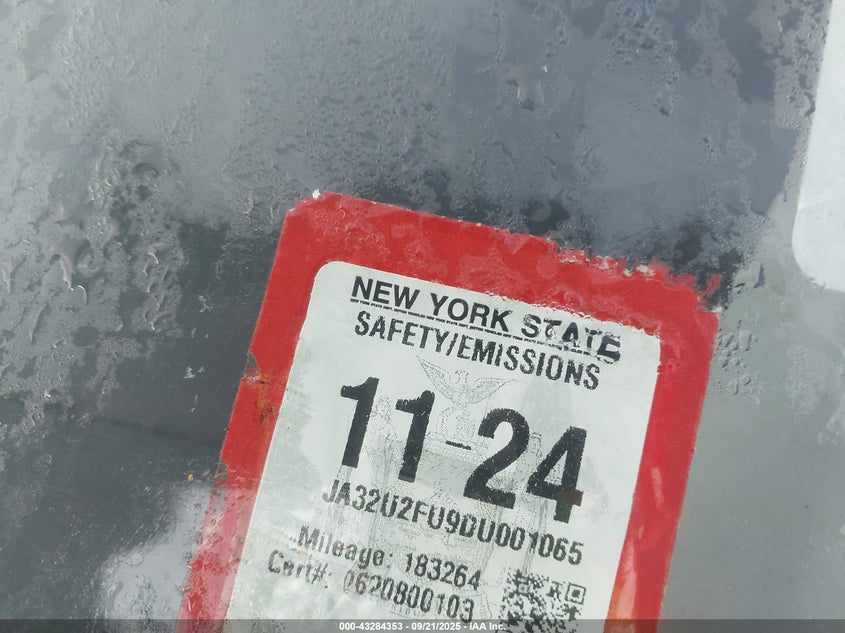 NEW YORK STATE
SAFETY/EMISSIONS
11-24
JA32U2FU9DU001065
Mileage: 183264
Cert#: 0620800103
000-43284353 - 09/21/2025 - IAA Inc.